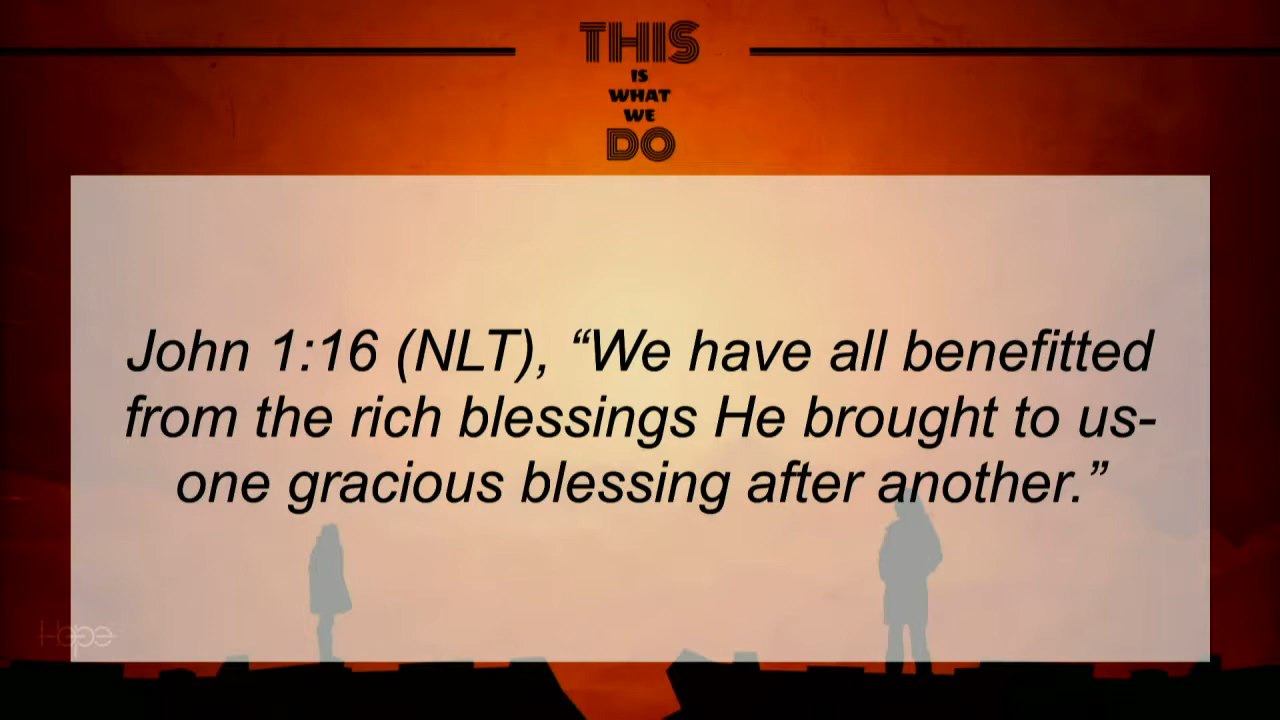 THIS
IS
WHAT
WE
DO
John 1:16 (NLT), “We have all benefitted
from the rich blessings He brought to us-
one gracious blessing after another.”
Hope